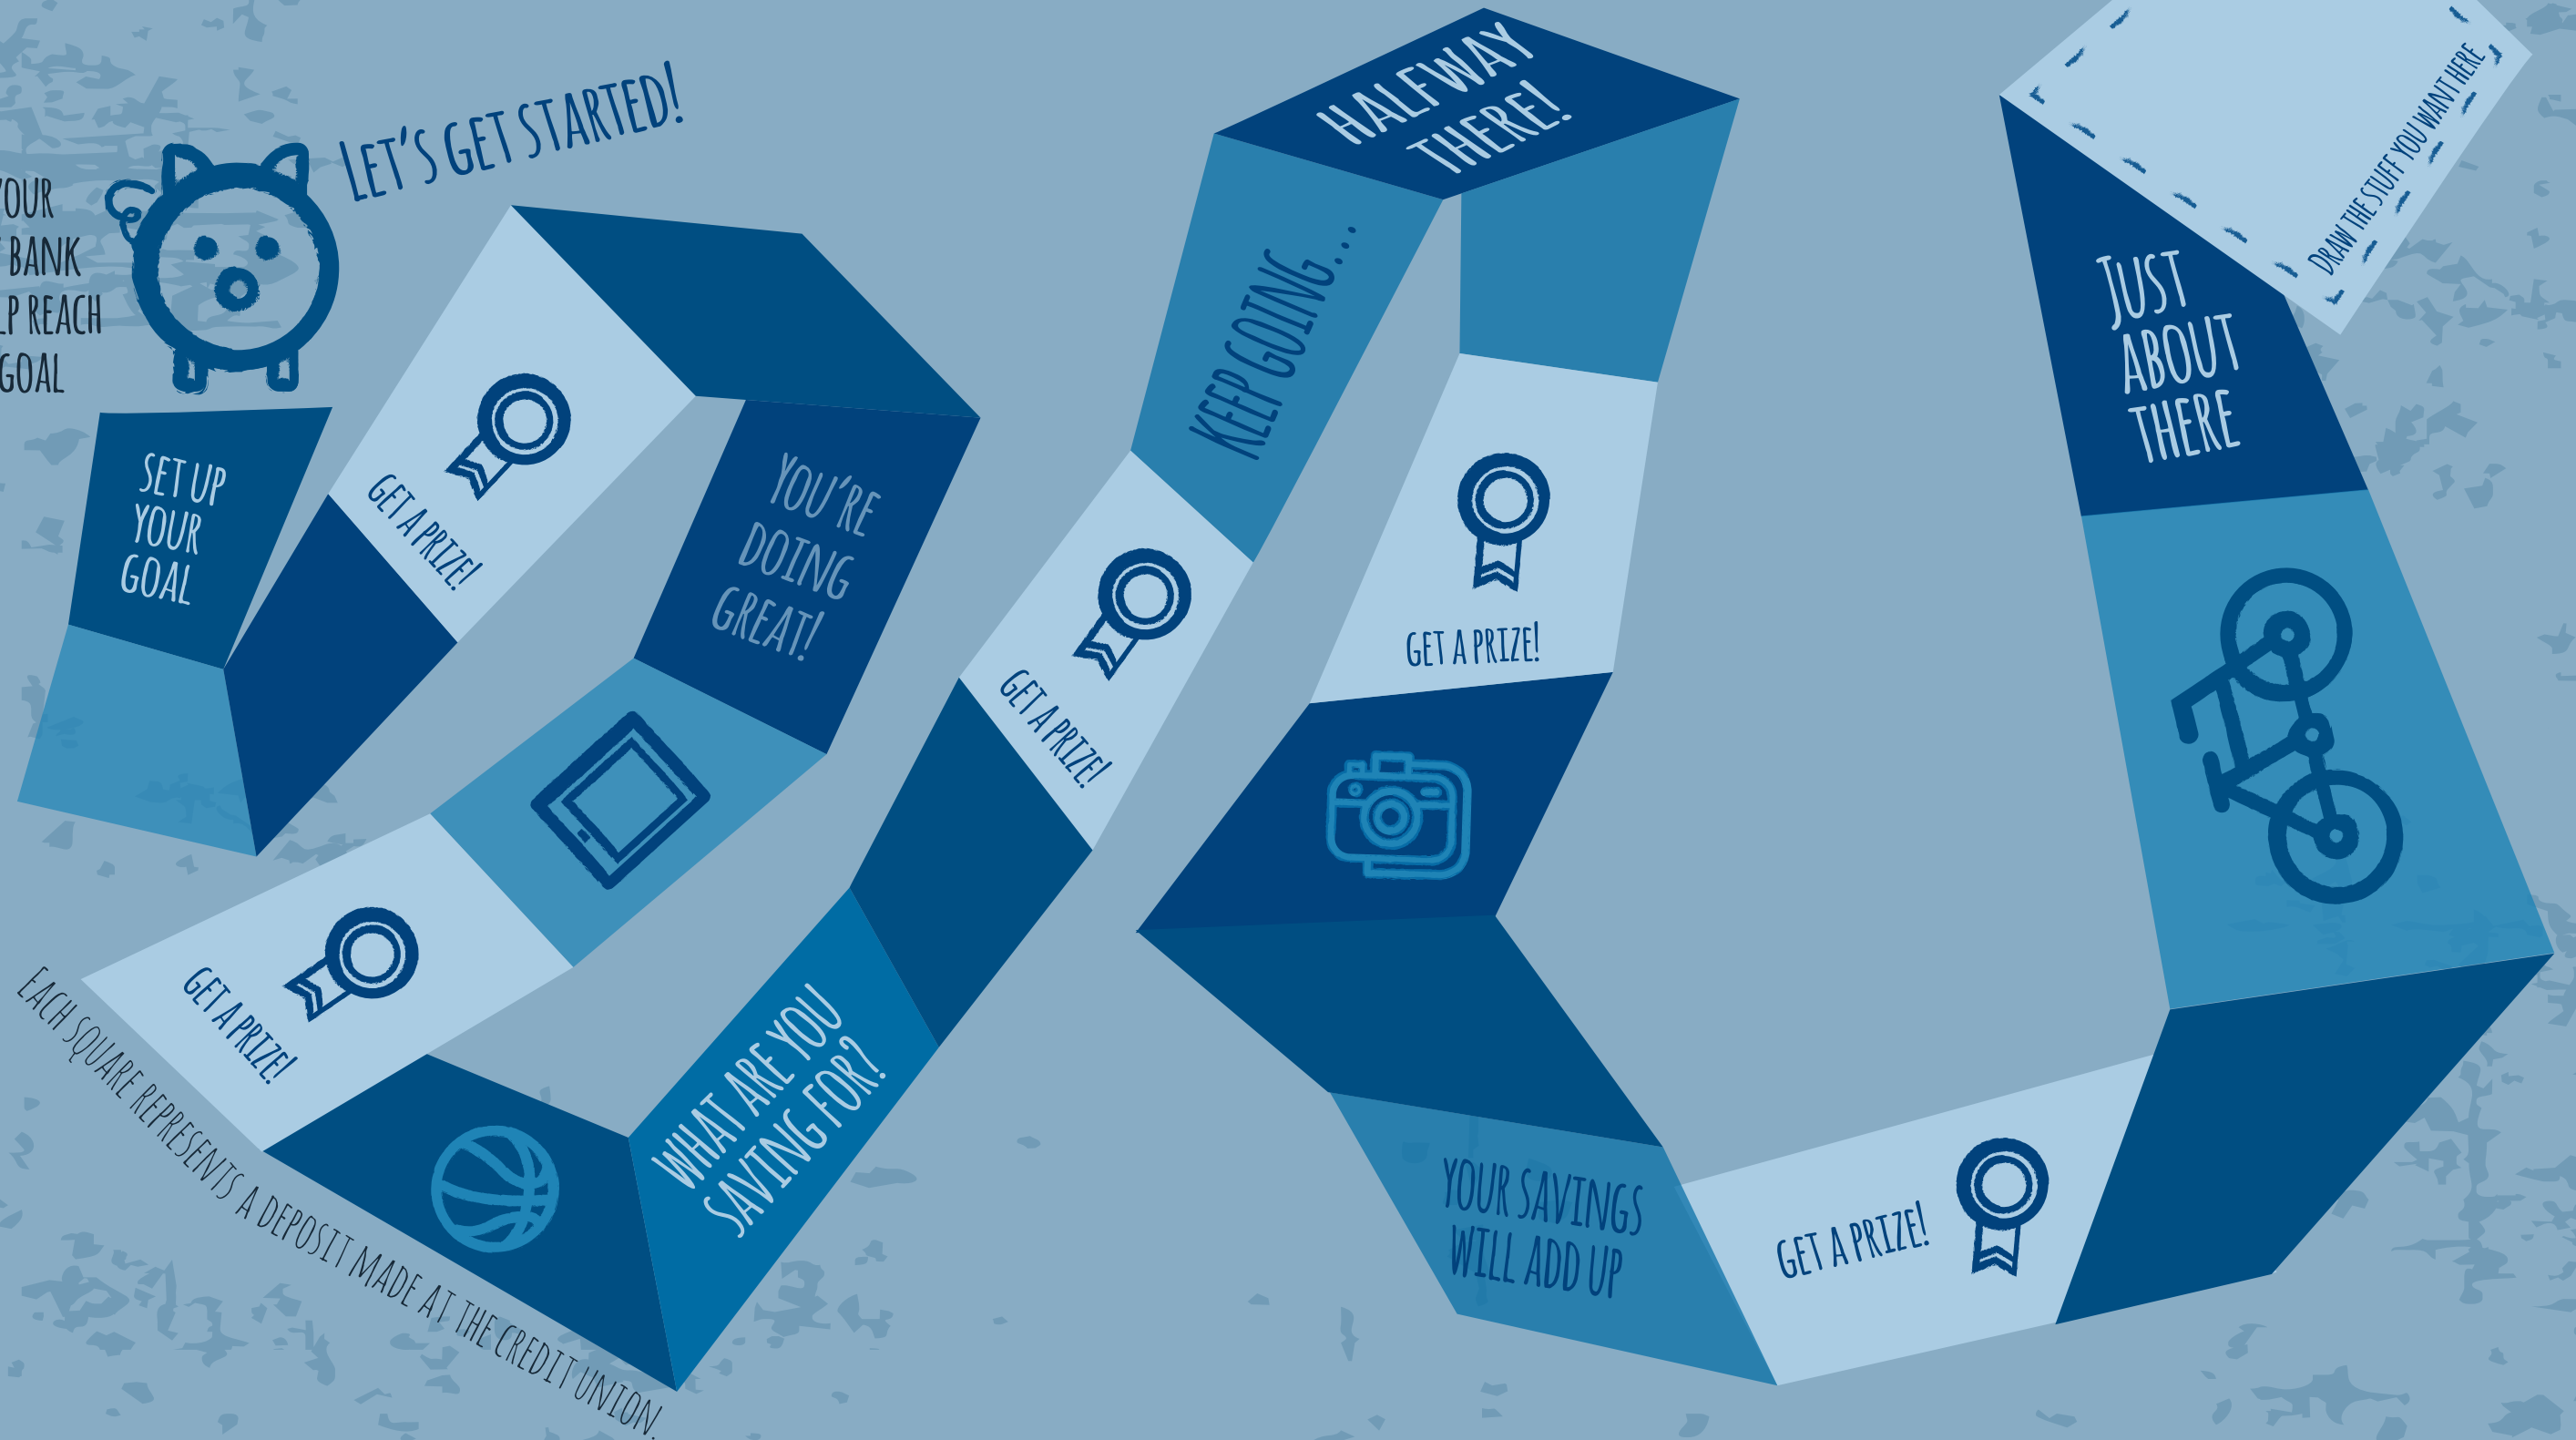 LET'S GET STARTED!
OUR
BANK
LP REACH
GOAL
SET UP
YOUR
GOAL
GET A PRIZE!
YOU'RE
DOING
GREAT!
GET A PRIZE!
EACH SQUARE REPRESENTS A DEPOSIT MADE AT THE CREDIT UNION.
WHAT ARE YOU
SAVING FOR?
GET A PRIZE!
KEEP GOING...
HALFWAY
THERE!
GET A PRIZE!
YOUR SAVINGS
WILL ADD UP
GET A PRIZE!
JUST
ABOUT
THERE
DRAW THE STUFF YOU WANT HERE